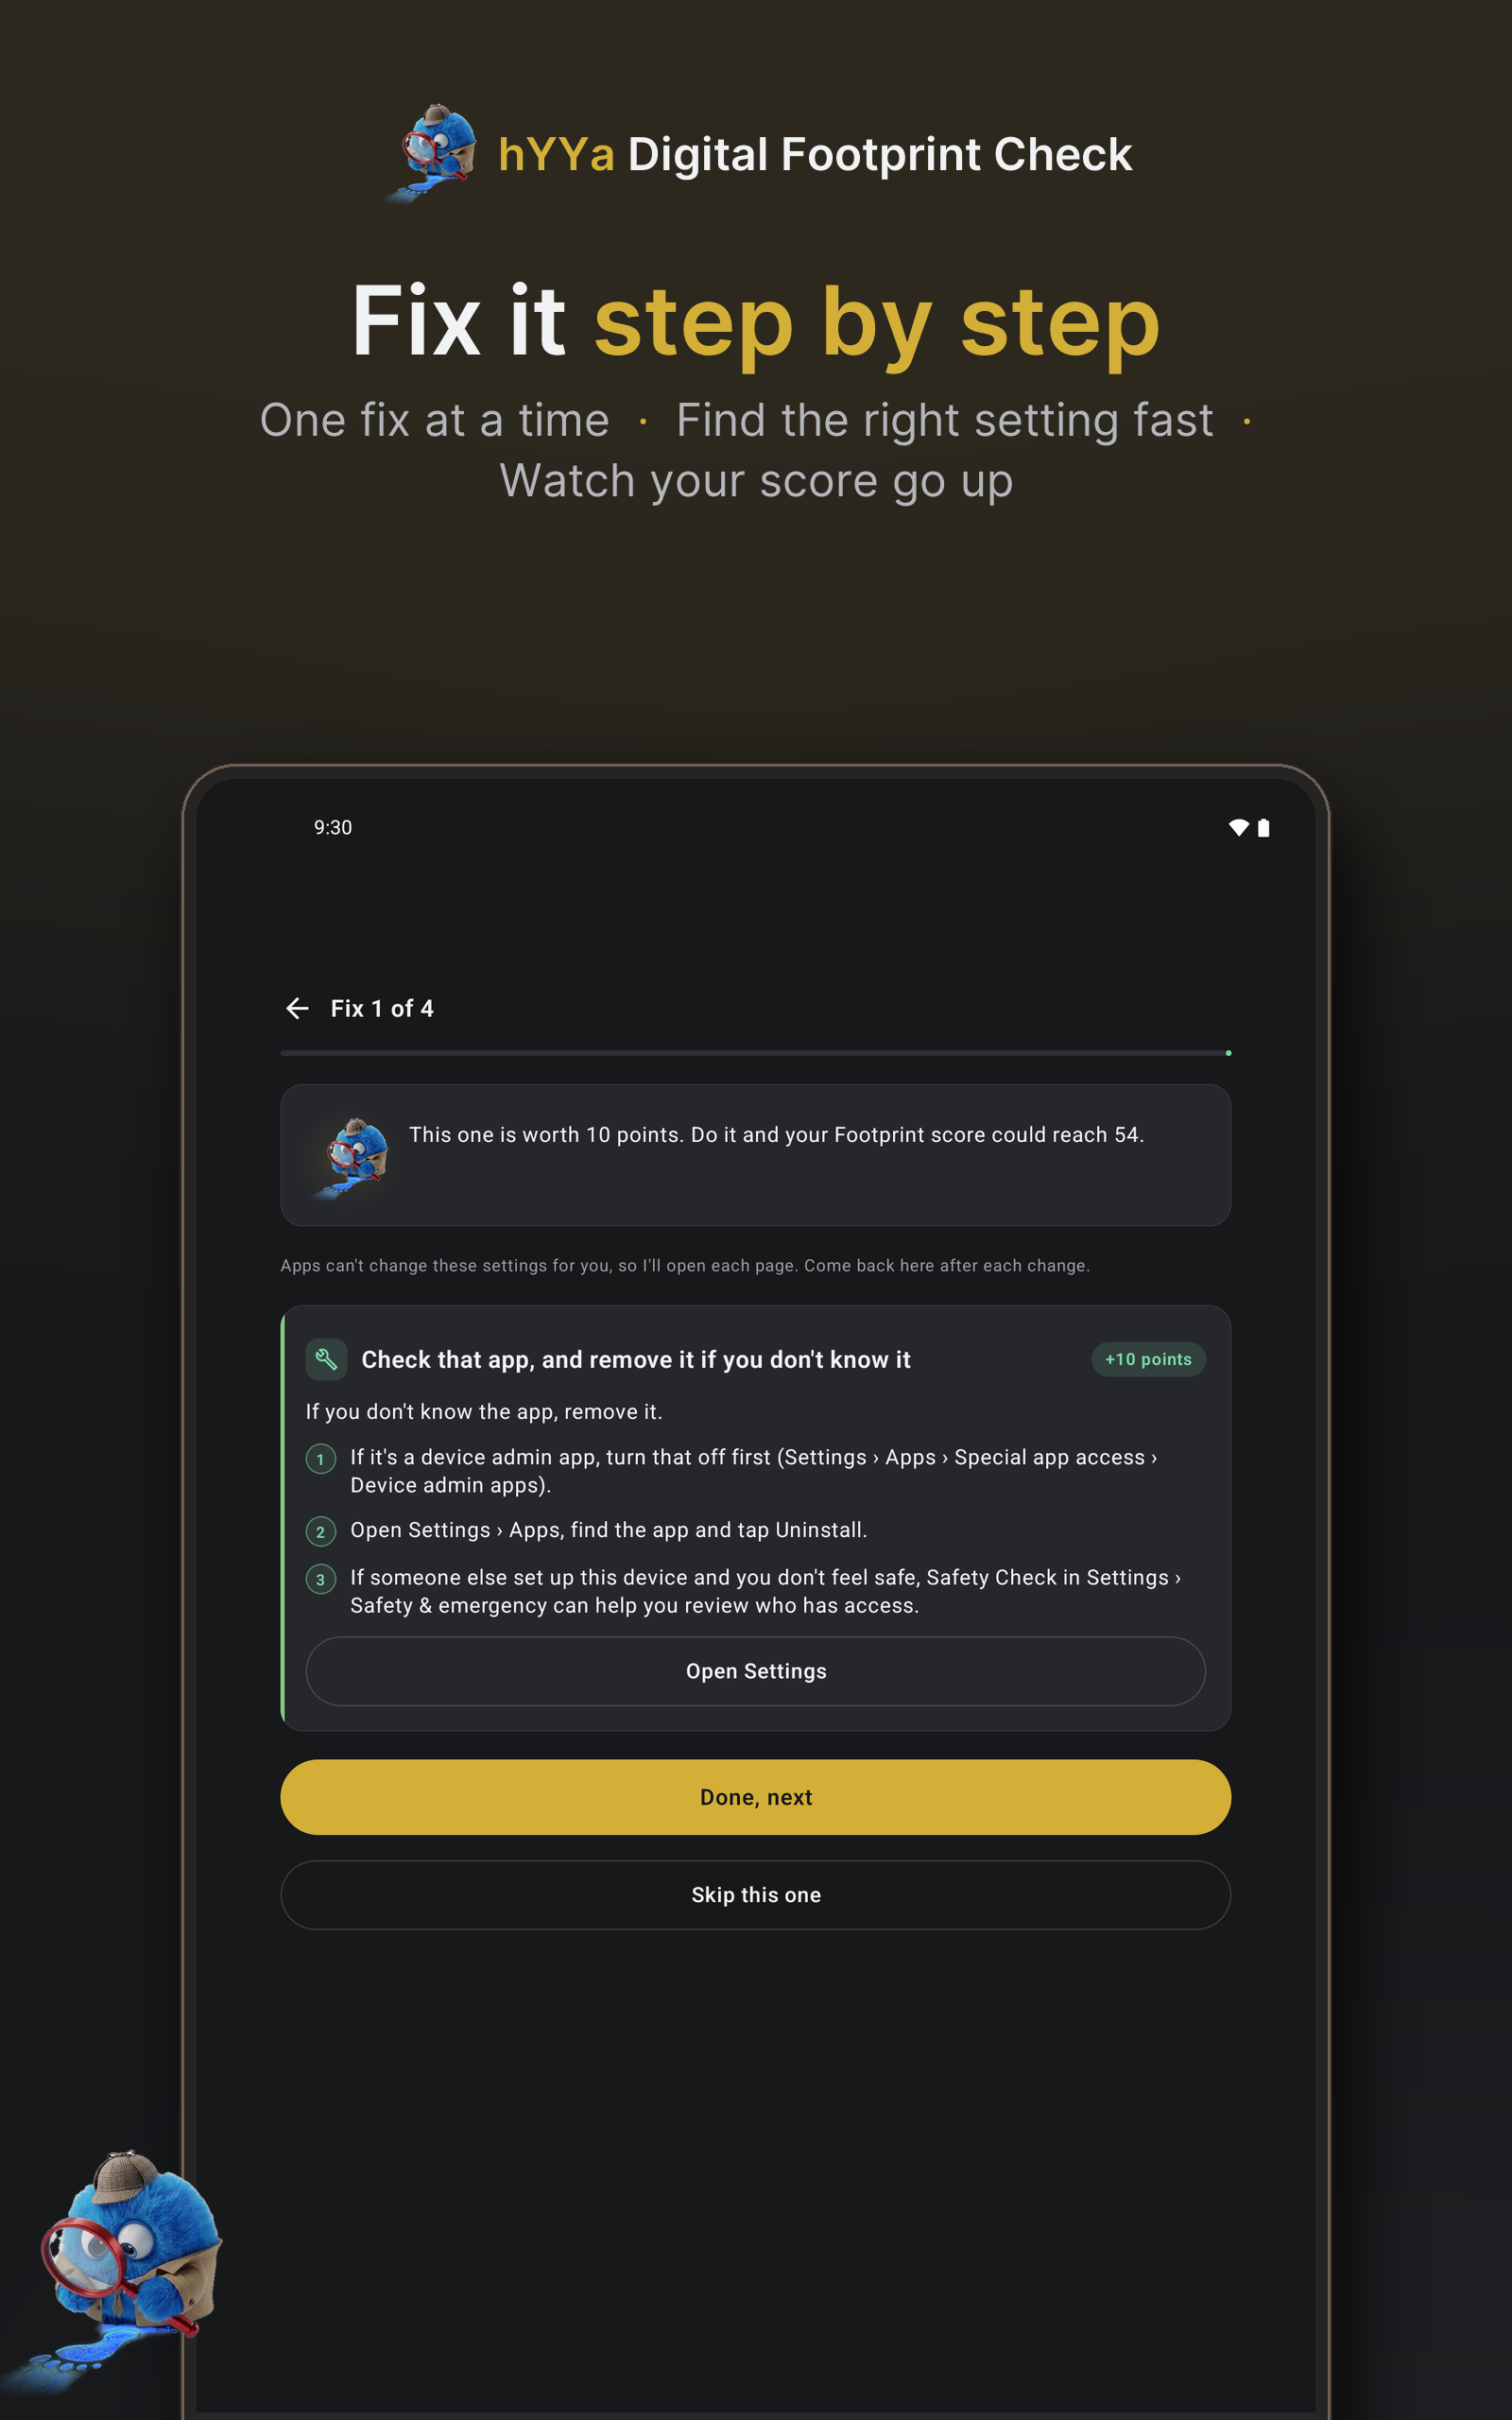 hYYa Digital Footprint Check
Fix it step by step
One fix at a time · Find the right setting fast ·
Watch your score go up
9:30
Fix 1 of 4
This one is worth 10 points. Do it and your Footprint score could reach 54.
Apps can't change these settings for you, so I'll open each page. Come back here after each change.
Check that app, and remove it if you don't know it
+10 points
If you don't know the app, remove it.
1 If it's a device admin app, turn that off first (Settings › Apps › Special app access ›
Device admin apps).
2 Open Settings › Apps, find the app and tap Uninstall.
3 If someone else set up this device and you don't feel safe, Safety Check in Settings ›
Safety & emergency can help you review who has access.
Open Settings
Done, next
Skip this one